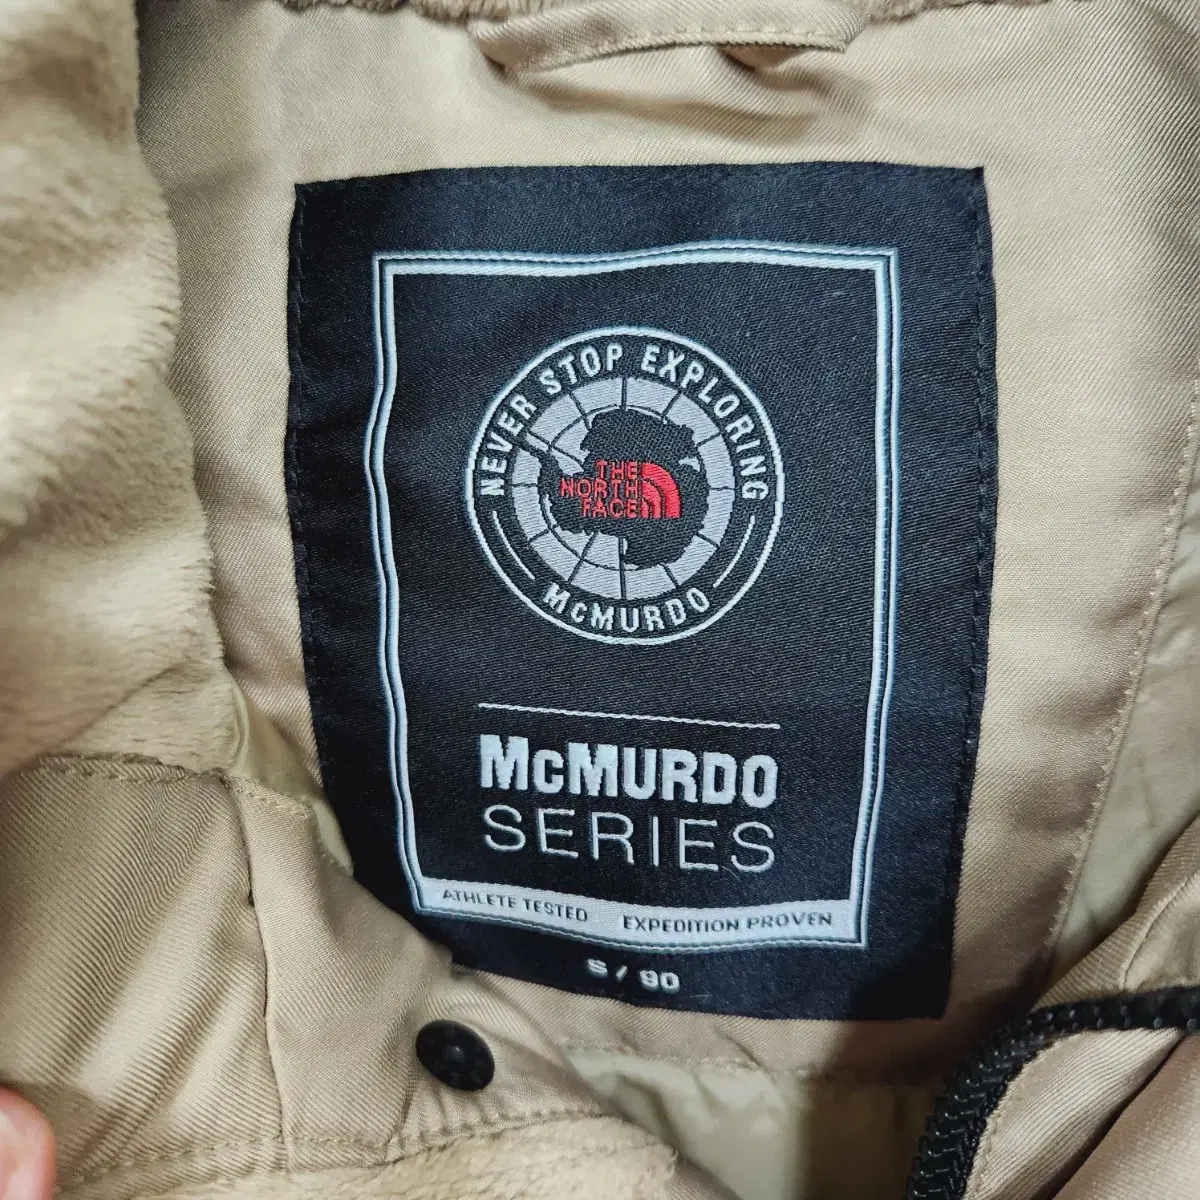 NEVER STOP EXPLORING
THE
NORTH
FACE
McMURDO
McMURDO
SERIES
ATHLETE TESTED EXPEDITION PROVEN
S / 90